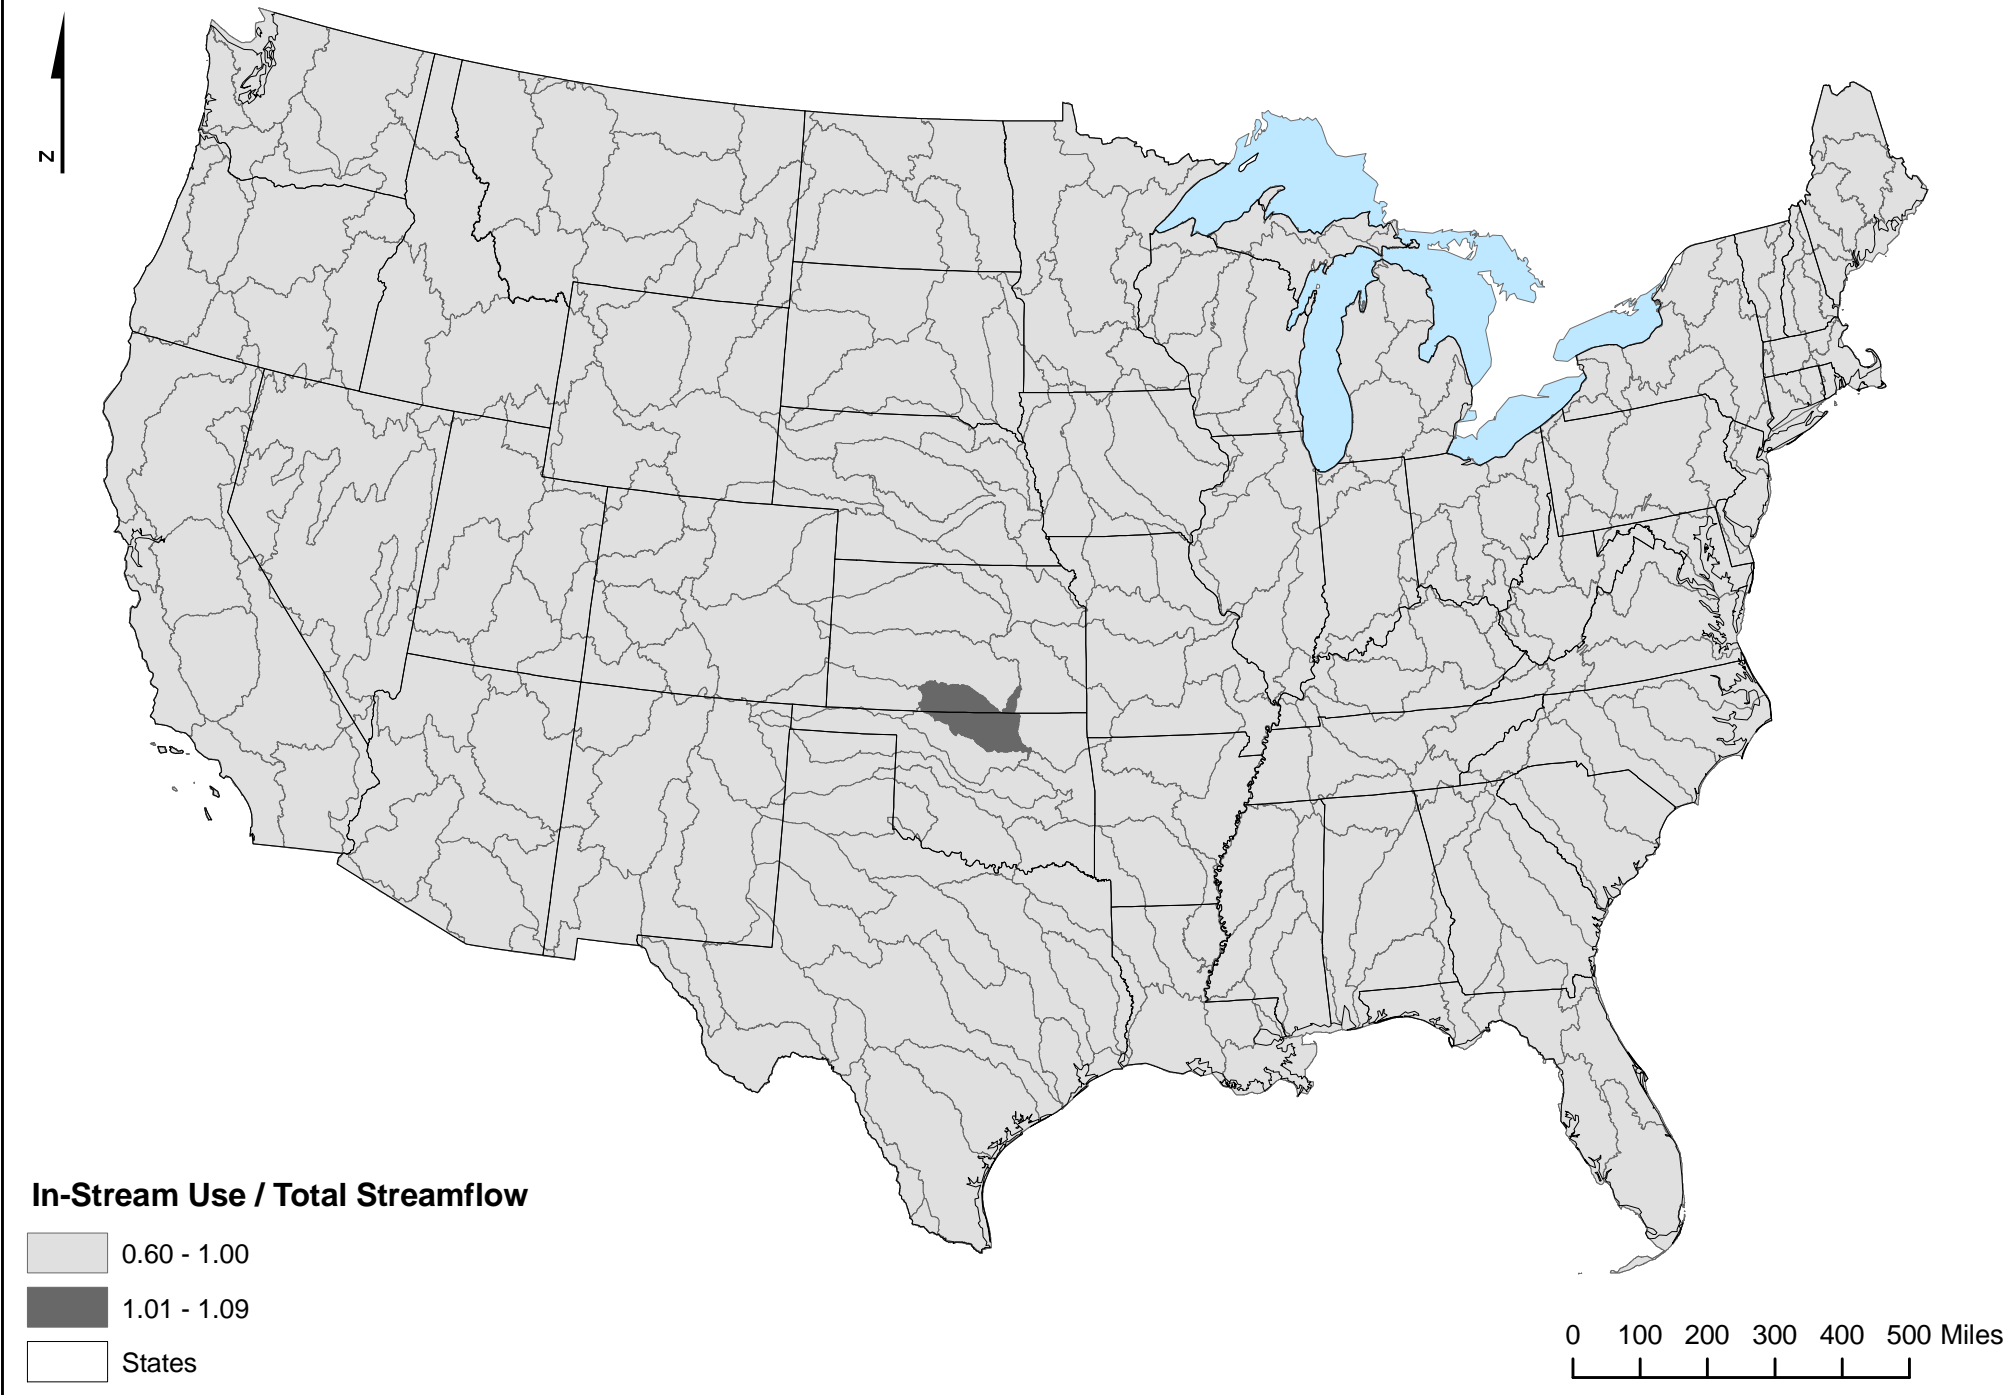 N
In-Stream Use / Total Streamflow
0.60 - 1.00
1.01 - 1.09
States
0 100 200 300 400 500 Miles